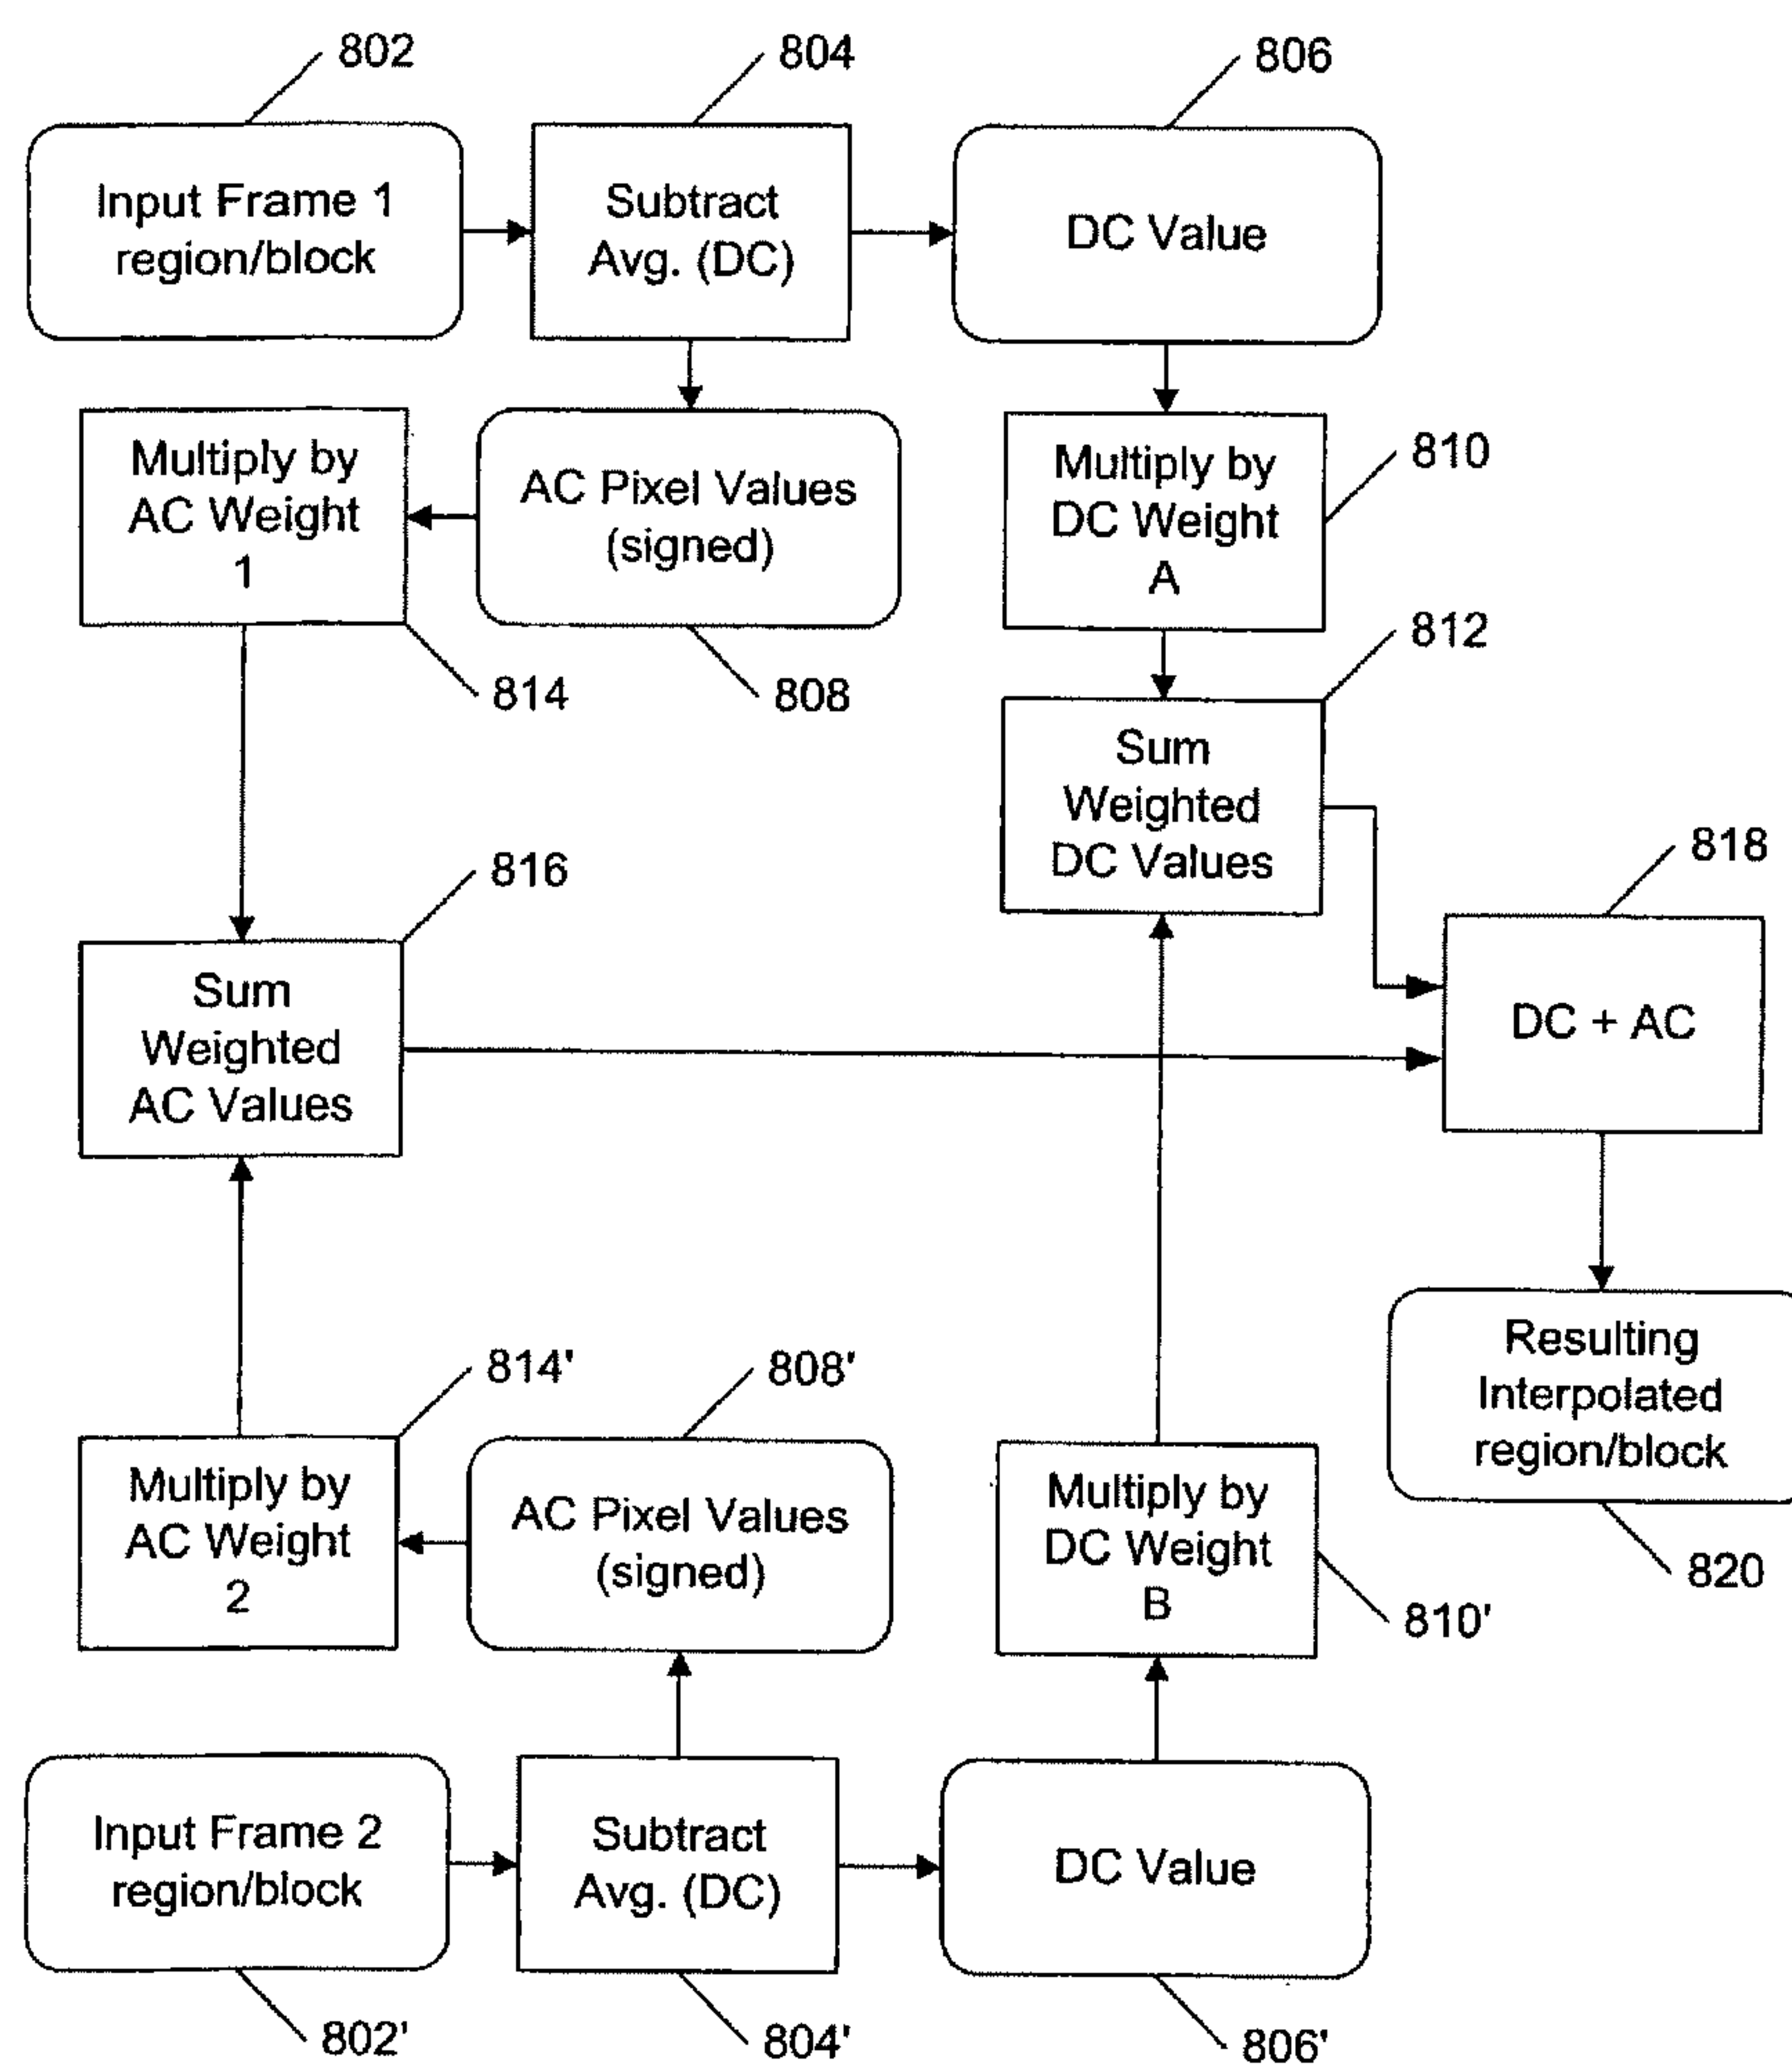 802
804
806
Input Frame 1
region/block
Subtract
Avg. (DC)
DC Value
Multiply by
AC Weight
1
AC Pixel Values
(signed)
Multiply by
DC Weight
A
810
814
808
812
Sum
Weighted
DC Values
816
818
Sum
Weighted
AC Values
DC + AC
814'
808'
Resulting
Interpolated
region/block
Multiply by
AC Weight
2
AC Pixel Values
(signed)
Multiply by
DC Weight
B
820
810'
Input Frame 2
region/block
Subtract
Avg. (DC)
DC Value
802'
804'
806'